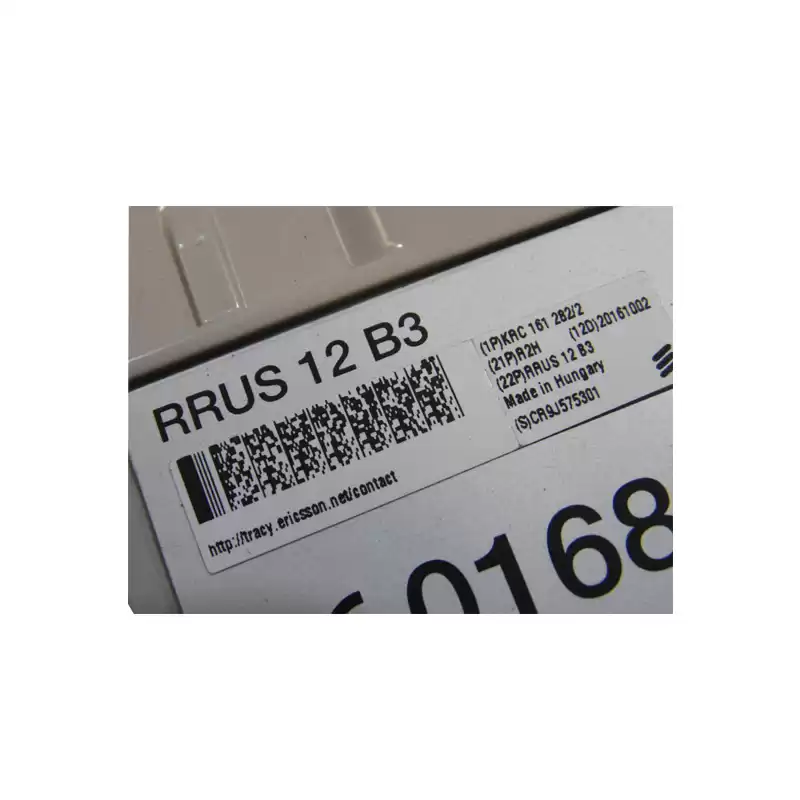 RRUS 12 B3
http://tracy.ericsson.net/contact
(1P)KRC 161 282/2
(21P)R2H (12D)20161002
(22P)RRUS 12 B3
Made in Hungary
(S)CR9J575301
0168